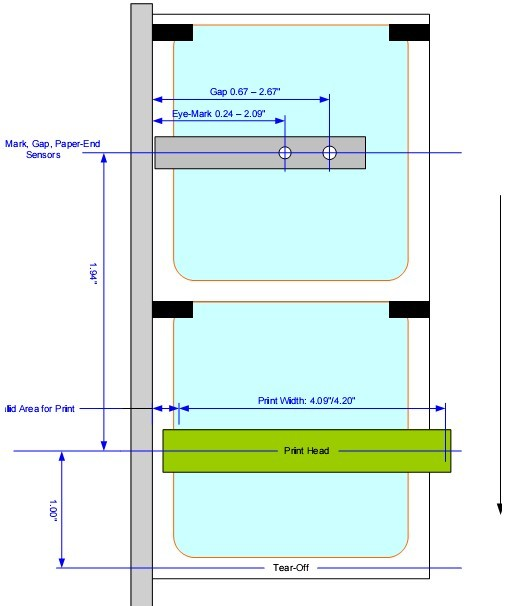 Gap 0.67 – 2.67"
Eye-Mark 0.24 – 2.09"
Mark, Gap, Paper-End
Sensors
1.94"
Area for Print
Print Width: 4.09"/4.20"
Print Head
1.00"
Tear-Off